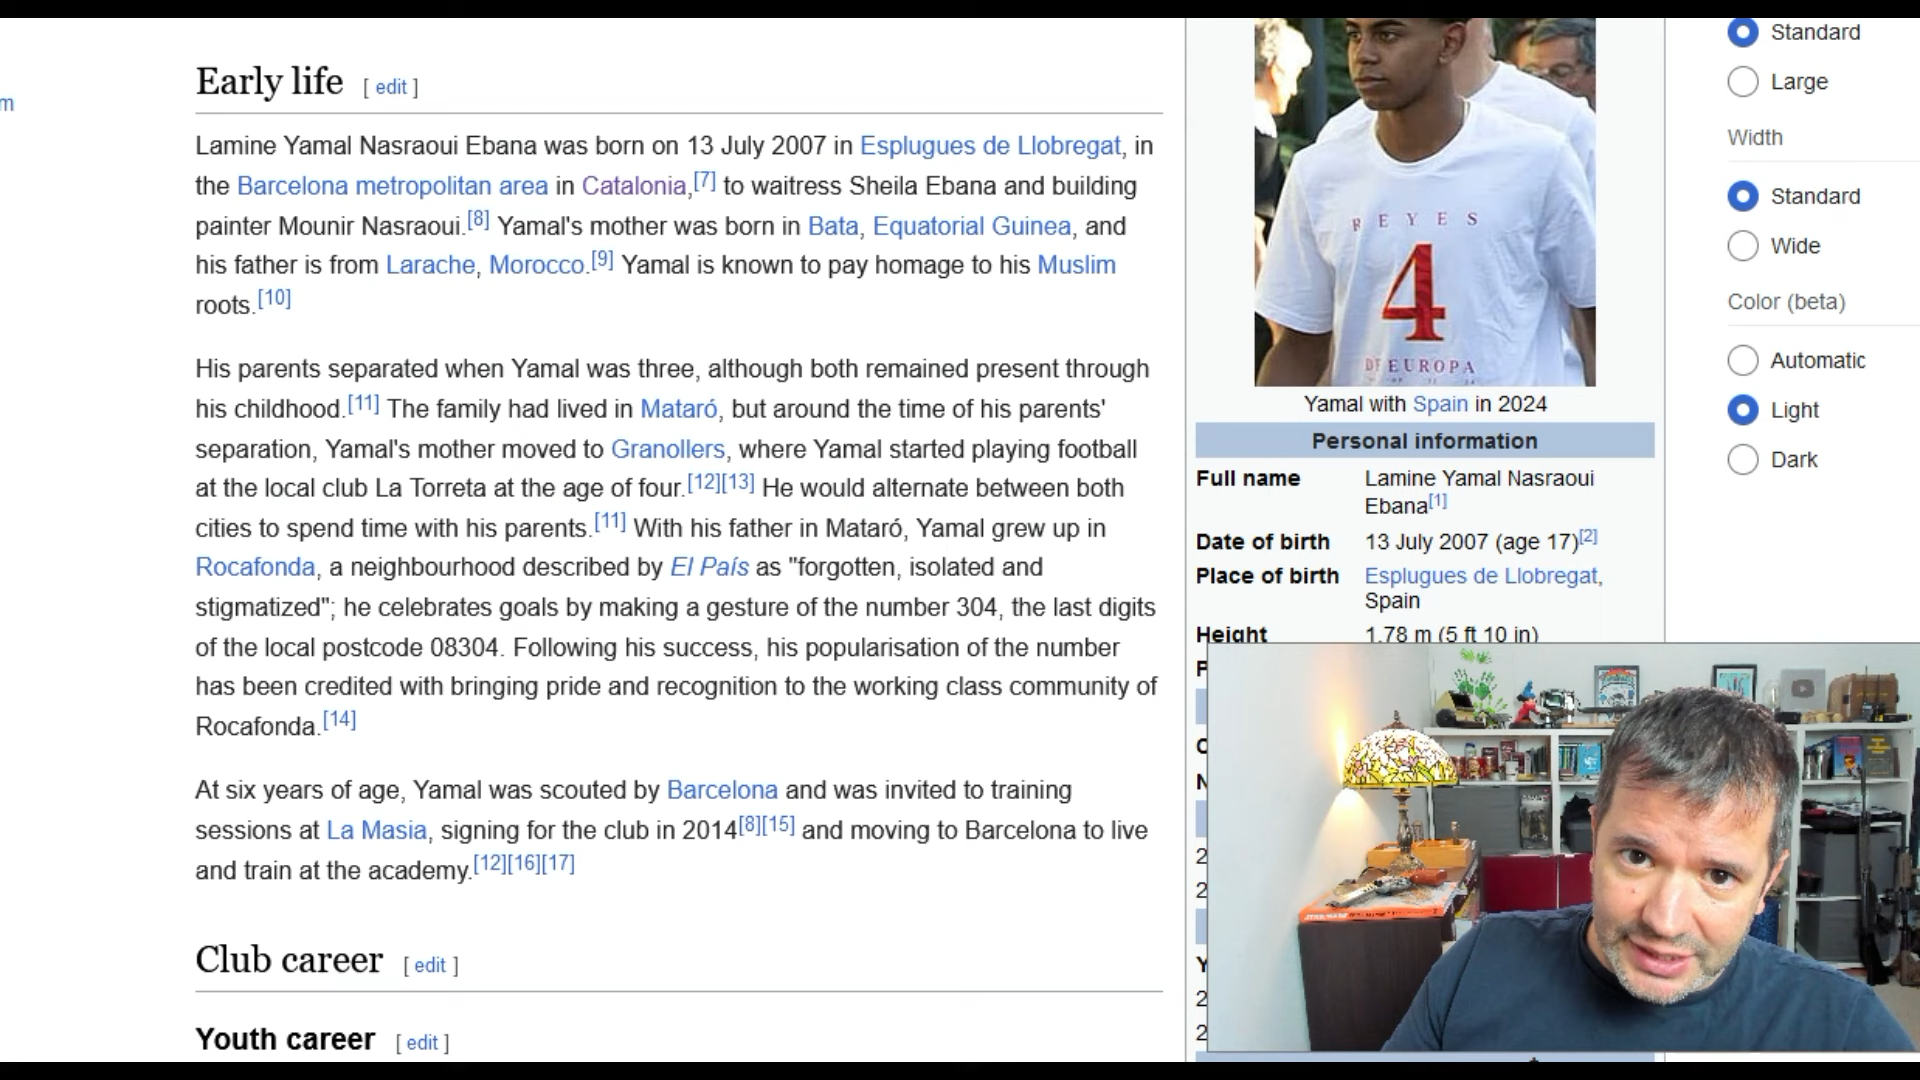 m
Early life [ edit ]
Lamine Yamal Nasraoui Ebana was born on 13 July 2007 in Esplugues de Llobregat, in
the Barcelona metropolitan area in Catalonia,[7] to waitress Sheila Ebana and building
painter Mounir Nasraoui.[8] Yamal's mother was born in Bata, Equatorial Guinea, and
his father is from Larache, Morocco.[9] Yamal is known to pay homage to his Muslim
roots.[10]
His parents separated when Yamal was three, although both remained present through
his childhood.[11] The family had lived in Mataró, but around the time of his parents'
separation, Yamal's mother moved to Granollers, where Yamal started playing football
at the local club La Torreta at the age of four.[12][13] He would alternate between both
cities to spend time with his parents.[11] With his father in Mataró, Yamal grew up in
Rocafonda, a neighbourhood described by El País as "forgotten, isolated and
stigmatized"; he celebrates goals by making a gesture of the number 304, the last digits
of the local postcode 08304. Following his success, his popularisation of the number
has been credited with bringing pride and recognition to the working class community of
Rocafonda.[14]
At six years of age, Yamal was scouted by Barcelona and was invited to training
sessions at La Masia, signing for the club in 2014[8][15] and moving to Barcelona to live
and train at the academy.[12][16][17]
Club career [ edit ]
Youth career [ edit ]
REYES
4
DE EUROPA
Yamal with Spain in 2024
Personal information
Full name Lamine Yamal Nasraoui
Ebana[1]
Date of birth 13 July 2007 (age 17)[2]
Place of birth Esplugues de Llobregat,
Spain
Height 1.78 m (5 ft 10 in)
P
C
N
2
2
Y
2
2
Standard
Large
Width
Standard
Wide
Color (beta)
Automatic
Light
Dark
STAR WARS